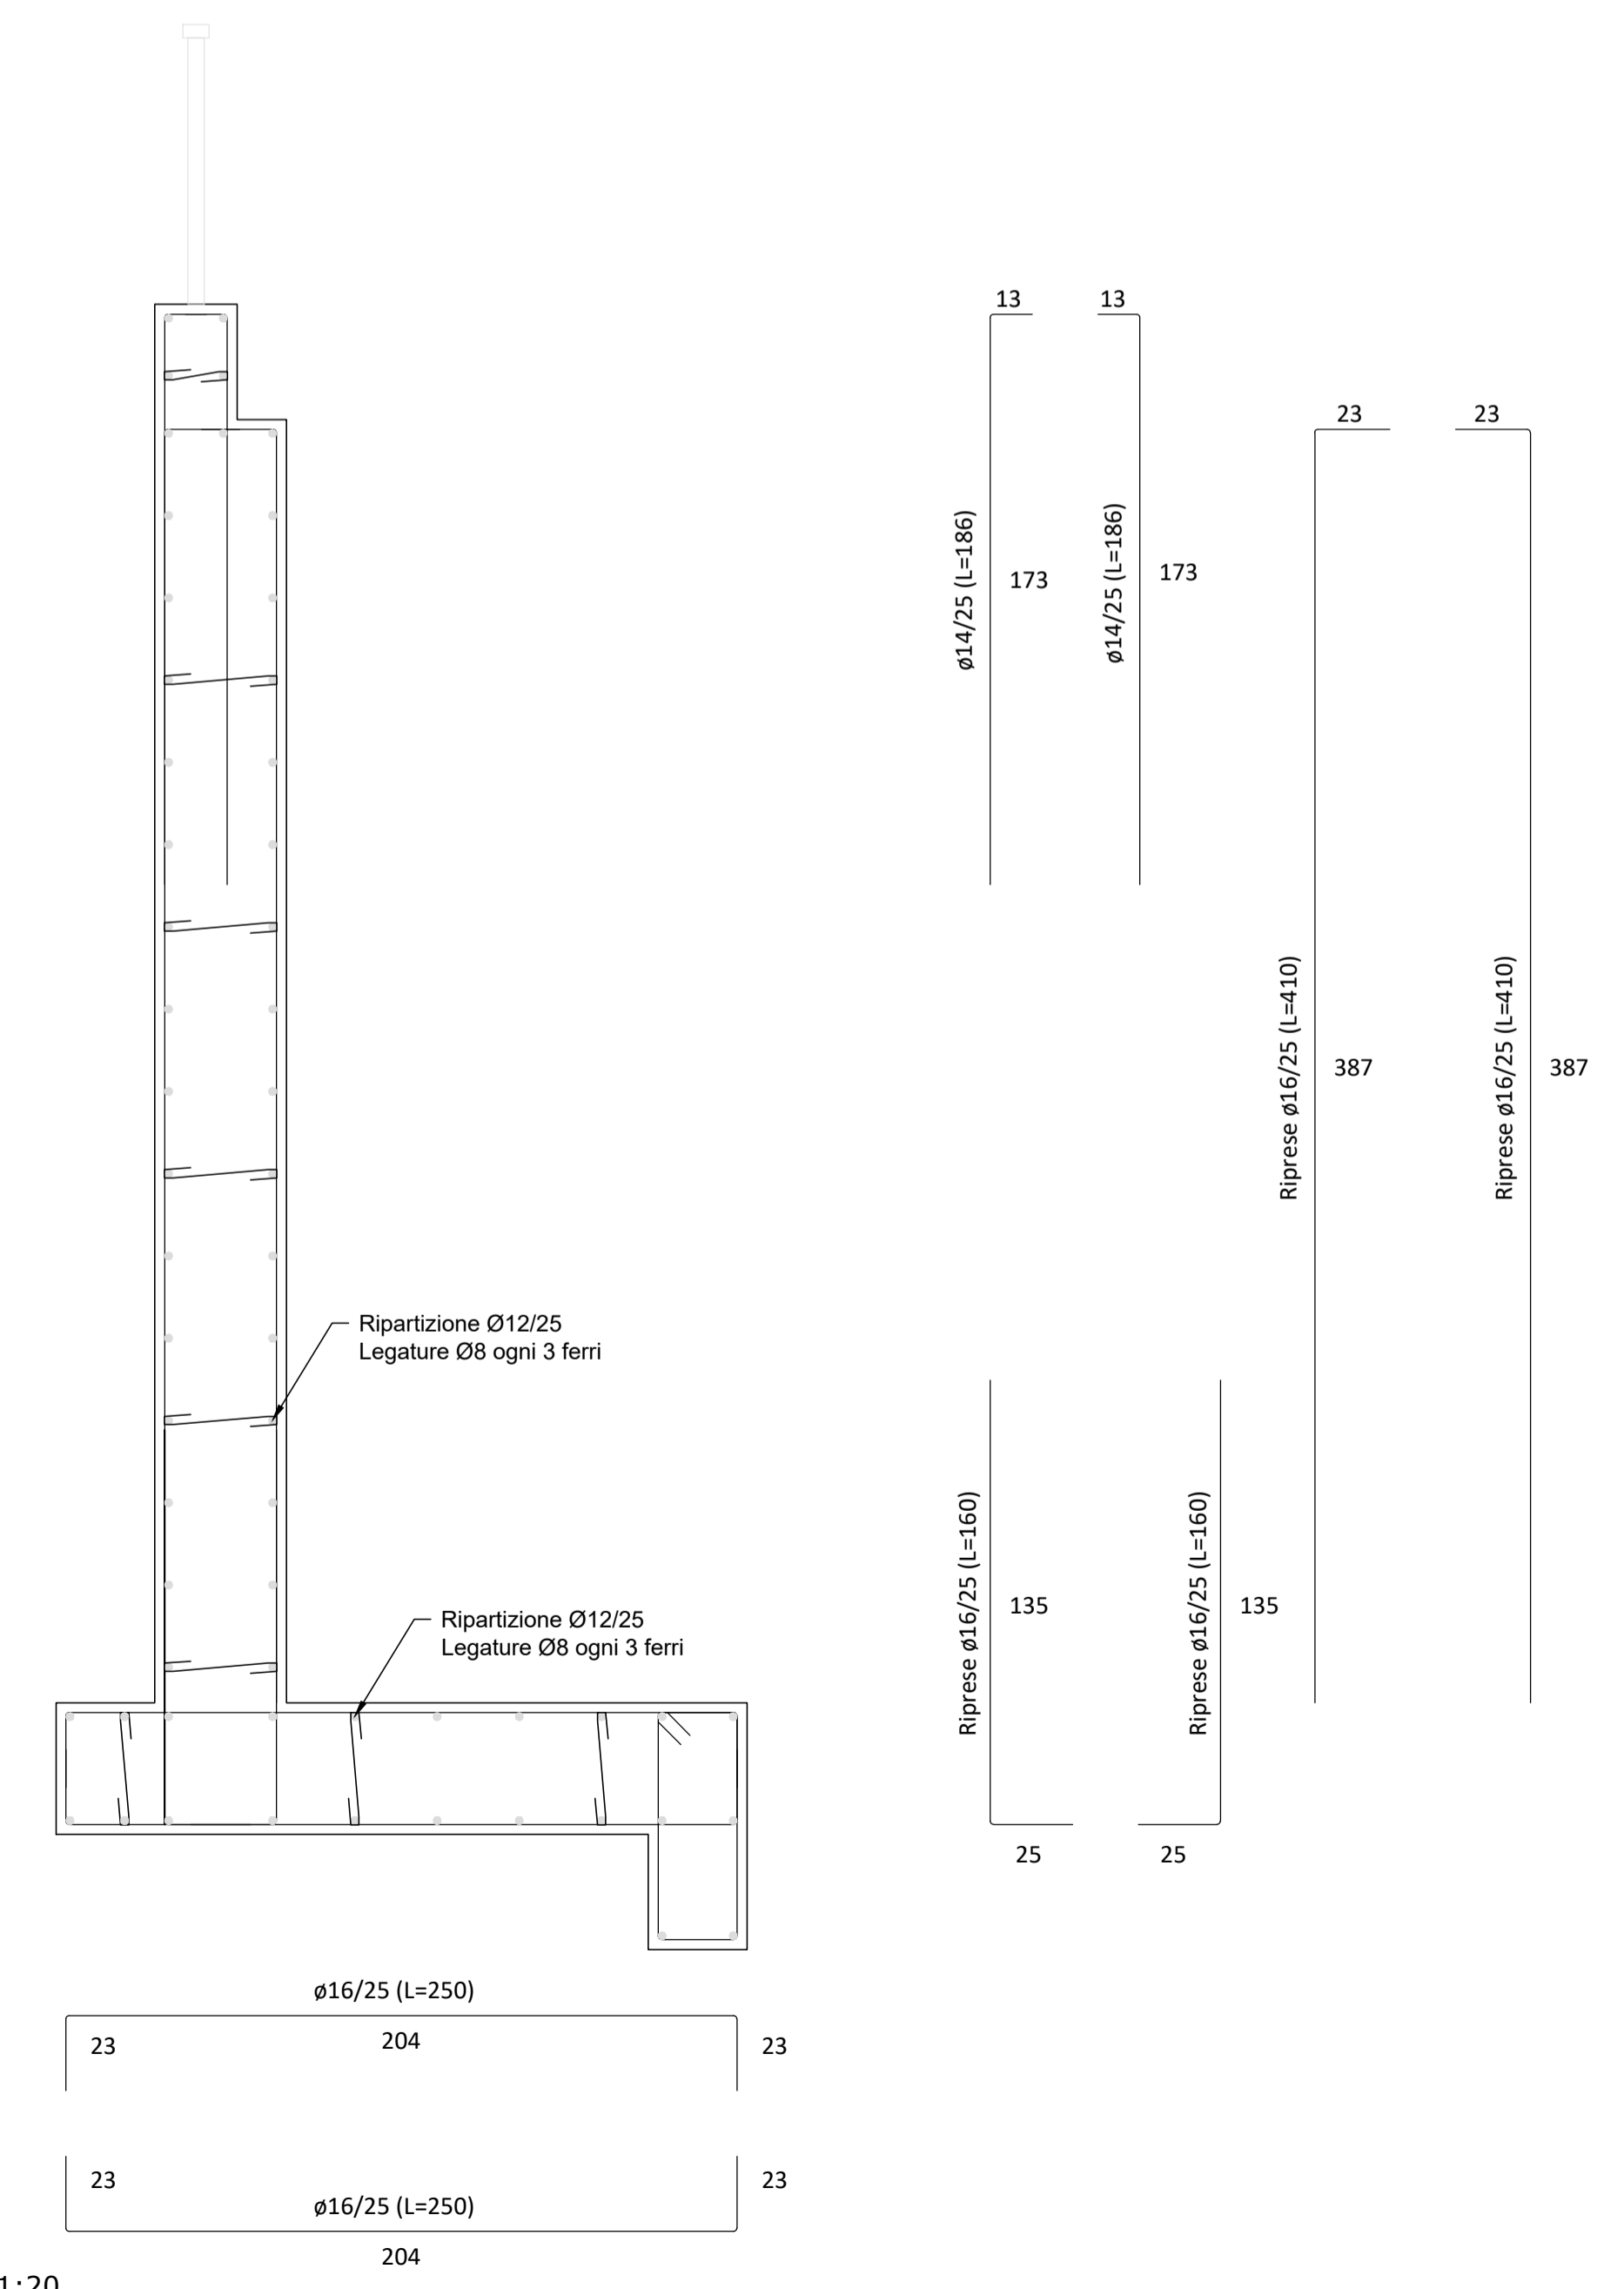 13
13
ø14/25 (L=186)
173
ø14/25 (L=186)
173
23
23
Riprese ø16/25 (L=410)
387
Riprese ø16/25 (L=410)
387
Ripartizione Ø12/25
Legature Ø8 ogni 3 ferri
Ripartizione Ø12/25
Legature Ø8 ogni 3 ferri
Riprese ø16/25 (L=160)
135
Riprese ø16/25 (L=160)
135
25
25
ø16/25 (L=250)
23
204
23
23
ø16/25 (L=250)
23
204
1:20